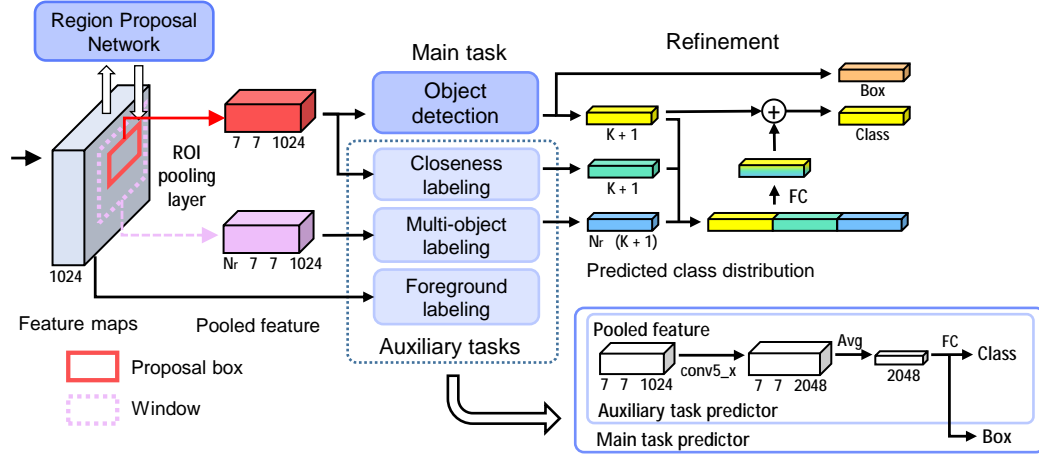 Region Proposal
Network
Main task
Refinement
Object
detection
Box
K + 1
Class
7 7 1024
ROI
pooling
layer
Closeness
labeling
K + 1
FC
Multi-object
labeling
Nr (K + 1)
Nr 7 7 1024
1024
Predicted class distribution
Foreground
labeling
Feature maps
Pooled feature
Auxiliary tasks
Proposal box
Window
Pooled feature
Avg
FC
Class
conv5_x
7 7 1024
7 7 2048
2048
Auxiliary task predictor
Main task predictor
Box